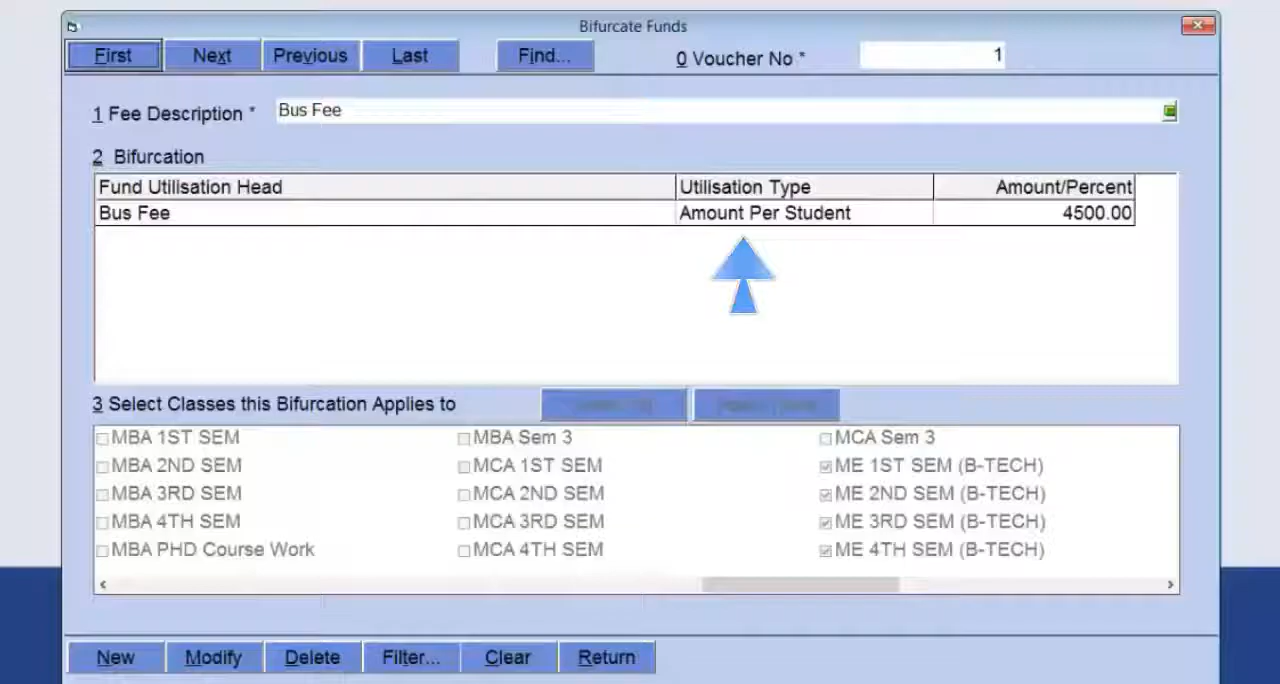 Bifurcate Funds
First Next Previous Last Find... 0 Voucher No * 1
1 Fee Description * Bus Fee
2 Bifurcation
Fund Utilisation Head Utilisation Type Amount/Percent
Bus Fee Amount Per Student 4500.00
3 Select Classes this Bifurcation Applies to
MBA 1ST SEM MBA Sem 3 MCA Sem 3
MBA 2ND SEM MCA 1ST SEM ME 1ST SEM (B-TECH)
MBA 3RD SEM MCA 2ND SEM ME 2ND SEM (B-TECH)
MBA 4TH SEM MCA 3RD SEM ME 3RD SEM (B-TECH)
MBA PHD Course Work MCA 4TH SEM ME 4TH SEM (B-TECH)
New Modify Delete Filter... Clear Return